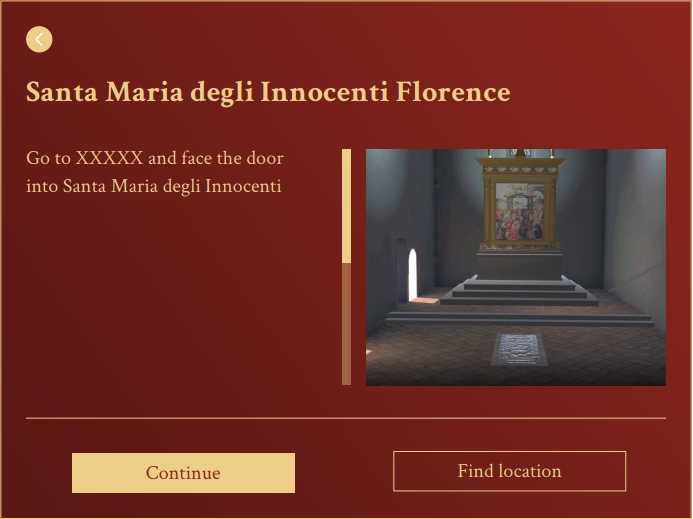 Santa Maria degli Innocenti Florence
Go to XXXXX and face the door
into Santa Maria degli Innocenti
Continue
Find location